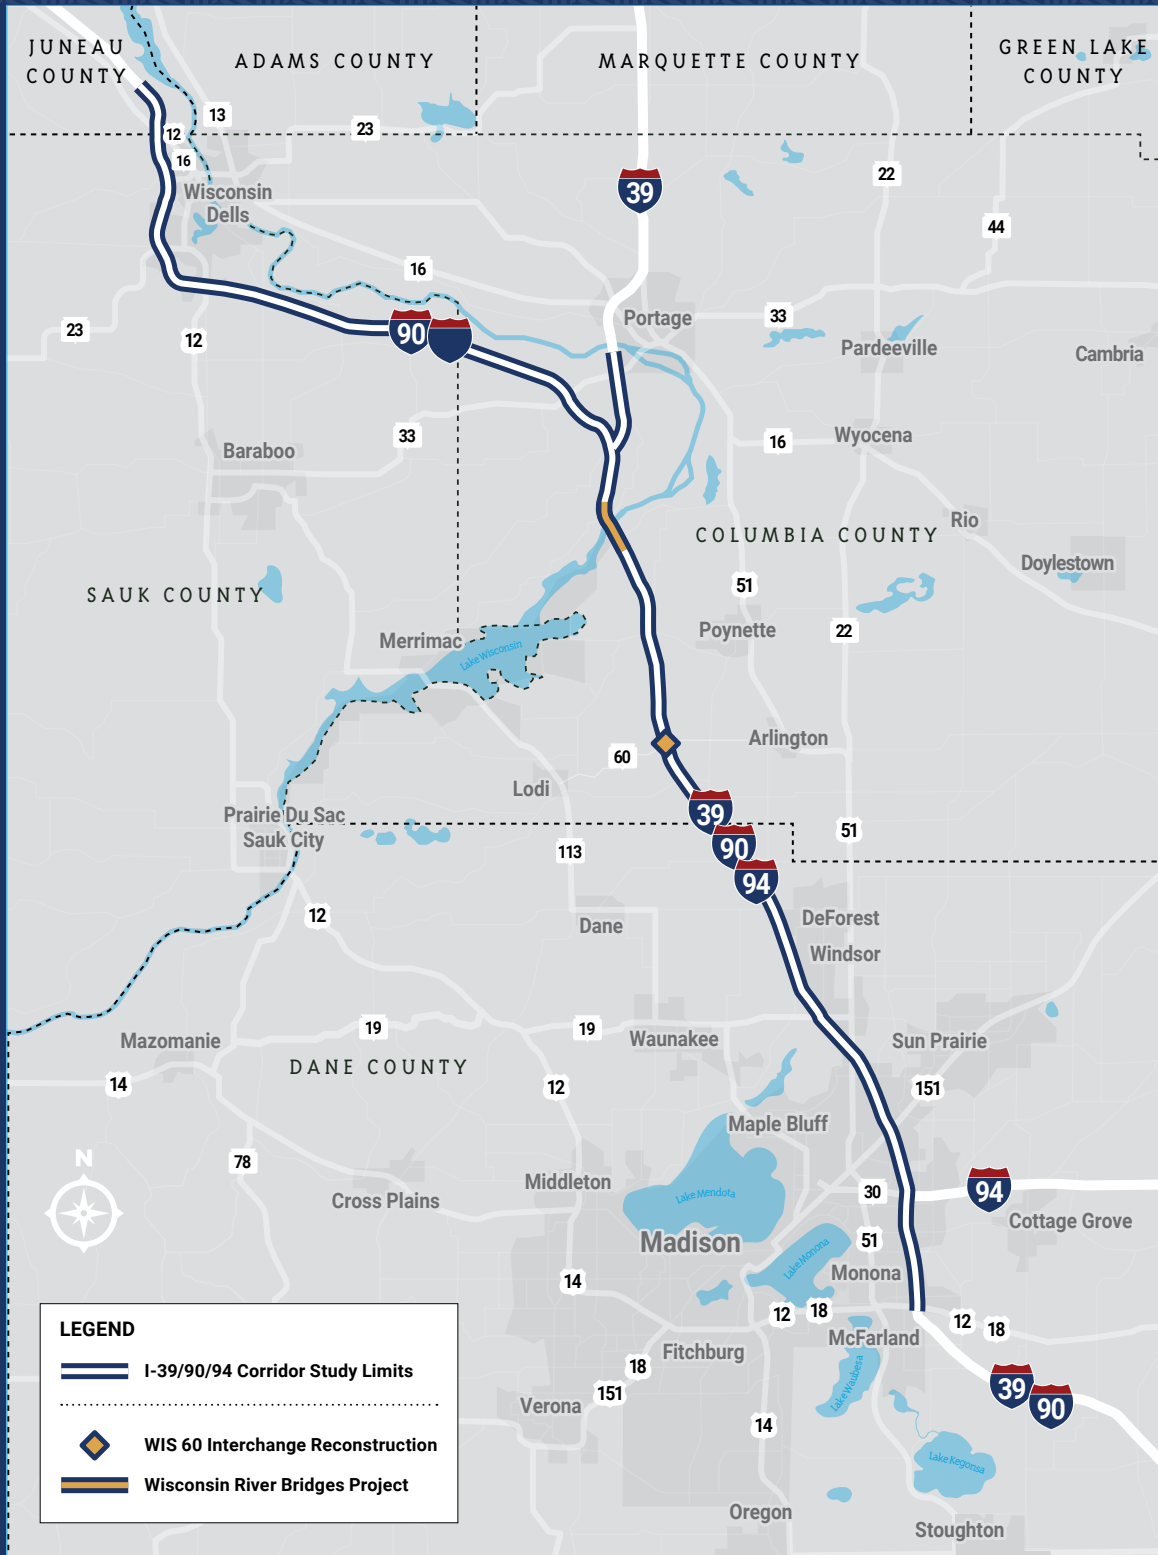 JUNEAU
COUNTY
ADAMS COUNTY
MARQUETTE COUNTY
GREEN LAKE
COUNTY
13
12
23
16
22
39
Wisconsin
Dells
44
16
Portage
33
23
12
90
Pardeeville
Cambria
33
16
Wyocena
Baraboo
Rio
COLUMBIA COUNTY
Doylestown
51
SAUK COUNTY
Poynette
22
Merrimac
Lake Wisconsin
60
Arlington
Lodi
39
Prairie Du Sac
Sauk City
90
51
113
94
12
Dane
DeForest
Windsor
19
19
Waunakee
Sun Prairie
Mazomanie
DANE COUNTY
14
12
151
Maple Bluff
N
78
Middleton
Lake Mendota
30
94
Cross Plains
Cottage Grove
Madison
51
Lake Monona
Monona
14
12
18
12
18
McFarland
Fitchburg
18
Lake Waubesa
39
90
151
Verona
14
Lake Kegonsa
Oregon
Stoughton
LEGEND
I-39/90/94 Corridor Study Limits
WIS 60 Interchange Reconstruction
Wisconsin River Bridges Project